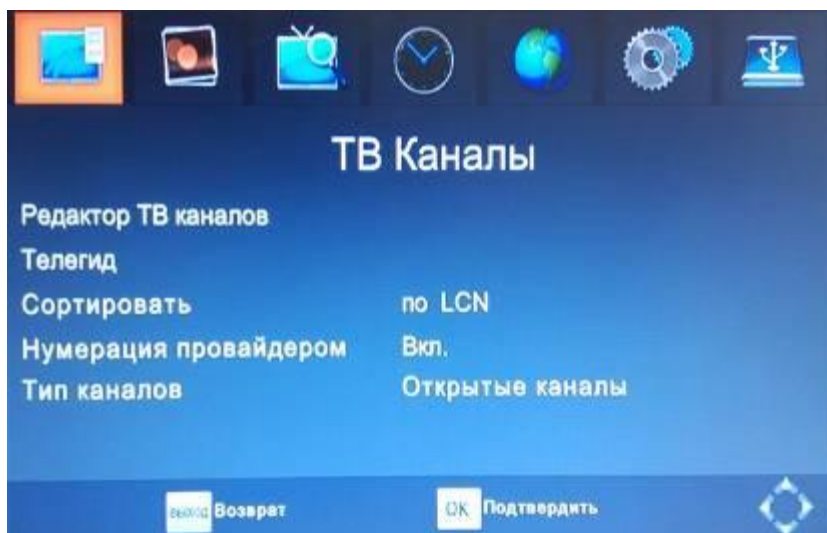 ТВ Каналы
Редактор ТВ каналов
Телегид
Сортировать по LCN
Нумерация провайдером Вкл.
Тип каналов Открытые каналы
выход Возврат OK Подтвердить